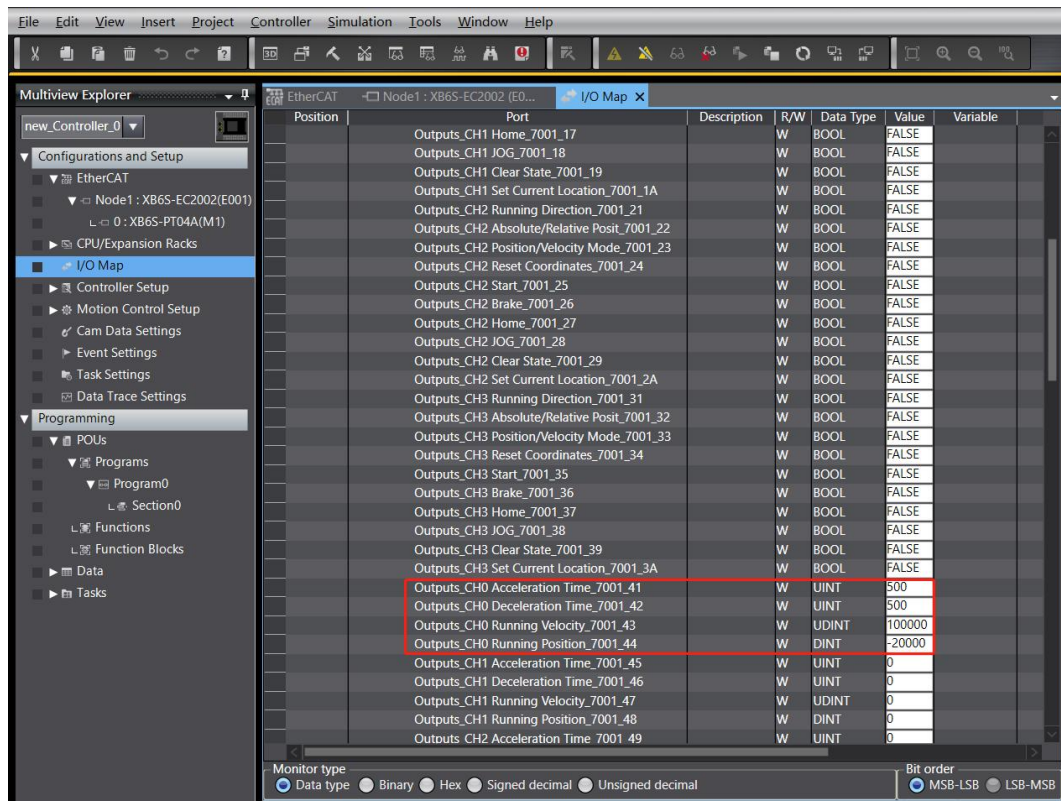 File Edit View Insert Project Controller Simulation Tools Window Help
Multiview Explorer
new_Controller_0
Configurations and Setup
EtherCAT
Node1 : XB6S-EC2002(E001)
0 : XB6S-PT04A(M1)
CPU/Expansion Racks
I/O Map
Controller Setup
Motion Control Setup
Cam Data Settings
Event Settings
Task Settings
Data Trace Settings
Programming
POUs
Programs
Program0
Section0
Functions
Function Blocks
Data
Tasks
EtherCAT Node1 : XB6S-EC2002 (E0... I/O Map
Position Port Description R/W Data Type Value Variable
Outputs_CH1 Home_7001_17 W BOOL FALSE
Outputs_CH1 JOG_7001_18 W BOOL FALSE
Outputs_CH1 Clear State_7001_19 W BOOL FALSE
Outputs_CH1 Set Current Location_7001_1A W BOOL FALSE
Outputs_CH2 Running Direction_7001_21 W BOOL FALSE
Outputs_CH2 Absolute/Relative Posit_7001_22 W BOOL FALSE
Outputs_CH2 Position/Velocity Mode_7001_23 W BOOL FALSE
Outputs_CH2 Reset Coordinates_7001_24 W BOOL FALSE
Outputs_CH2 Start_7001_25 W BOOL FALSE
Outputs_CH2 Brake_7001_26 W BOOL FALSE
Outputs_CH2 Home_7001_27 W BOOL FALSE
Outputs_CH2 JOG_7001_28 W BOOL FALSE
Outputs_CH2 Clear State_7001_29 W BOOL FALSE
Outputs_CH2 Set Current Location_7001_2A W BOOL FALSE
Outputs_CH3 Running Direction_7001_31 W BOOL FALSE
Outputs_CH3 Absolute/Relative Posit_7001_32 W BOOL FALSE
Outputs_CH3 Position/Velocity Mode_7001_33 W BOOL FALSE
Outputs_CH3 Reset Coordinates_7001_34 W BOOL FALSE
Outputs_CH3 Start_7001_35 W BOOL FALSE
Outputs_CH3 Brake_7001_36 W BOOL FALSE
Outputs_CH3 Home_7001_37 W BOOL FALSE
Outputs_CH3 JOG_7001_38 W BOOL FALSE
Outputs_CH3 Clear State_7001_39 W BOOL FALSE
Outputs_CH3 Set Current Location_7001_3A W BOOL FALSE
Outputs_CH0 Acceleration Time_7001_41 W UINT 500
Outputs_CH0 Deceleration Time_7001_42 W UINT 500
Outputs_CH0 Running Velocity_7001_43 W UDINT 100000
Outputs_CH0 Running Position_7001_44 W DINT -20000
Outputs_CH1 Acceleration Time_7001_45 W UINT 0
Outputs_CH1 Deceleration Time_7001_46 W UINT 0
Outputs_CH1 Running Velocity_7001_47 W UDINT 0
Outputs_CH1 Running Position_7001_48 W DINT 0
Outputs_CH2 Acceleration Time_7001_49 W UINT 0
Monitor type Bit order
Data type Binary Hex Signed decimal Unsigned decimal MSB-LSB LSB-MSB